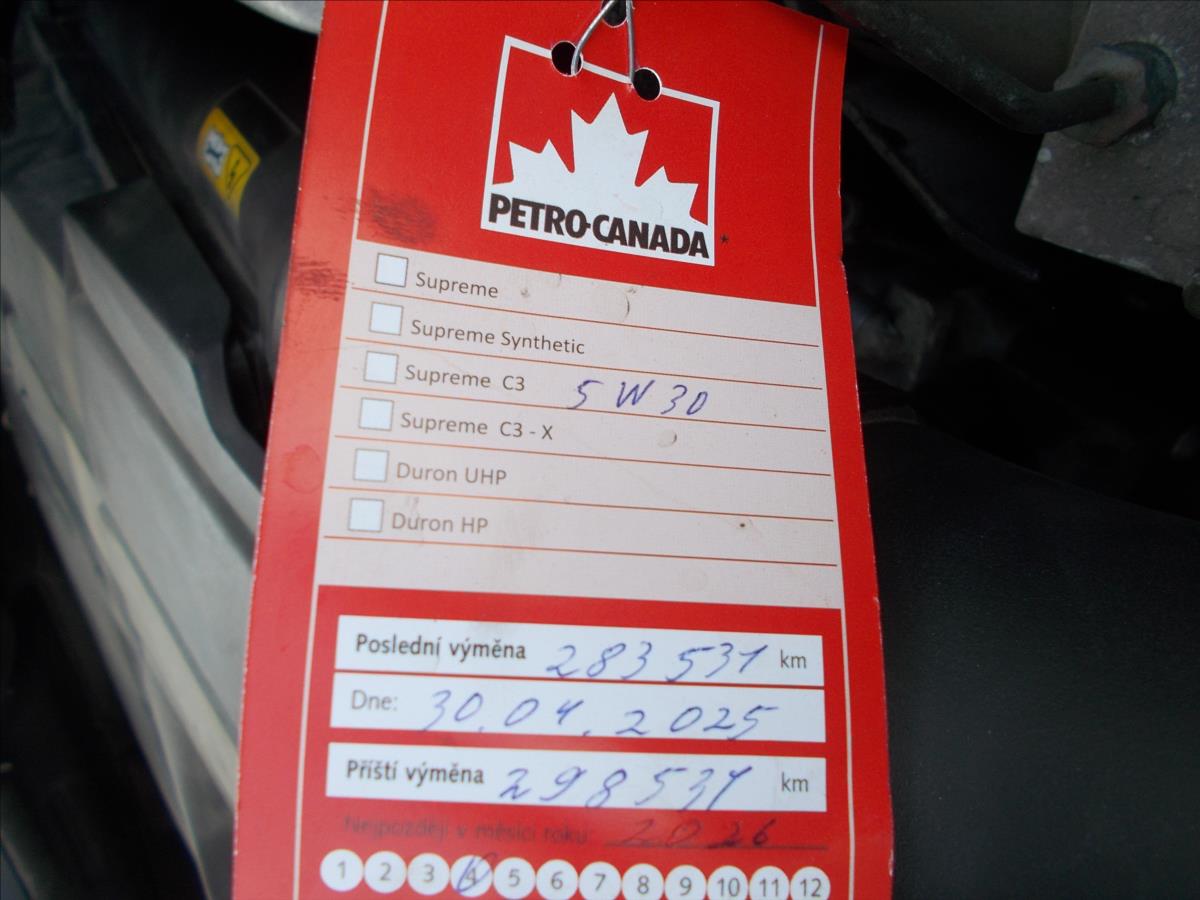 PETRO-CANADA*
Supreme
Supreme Synthetic
Supreme C3 5W30
Supreme C3 - X
Duron UHP
Duron HP
Poslední výměna 283 531 km
Dne: 30.04.2025
Příští výměna 298531 km
Nejpozději v měsíci roku: 2026
1 2 3 4 5 6 7 8 9 10 11 12